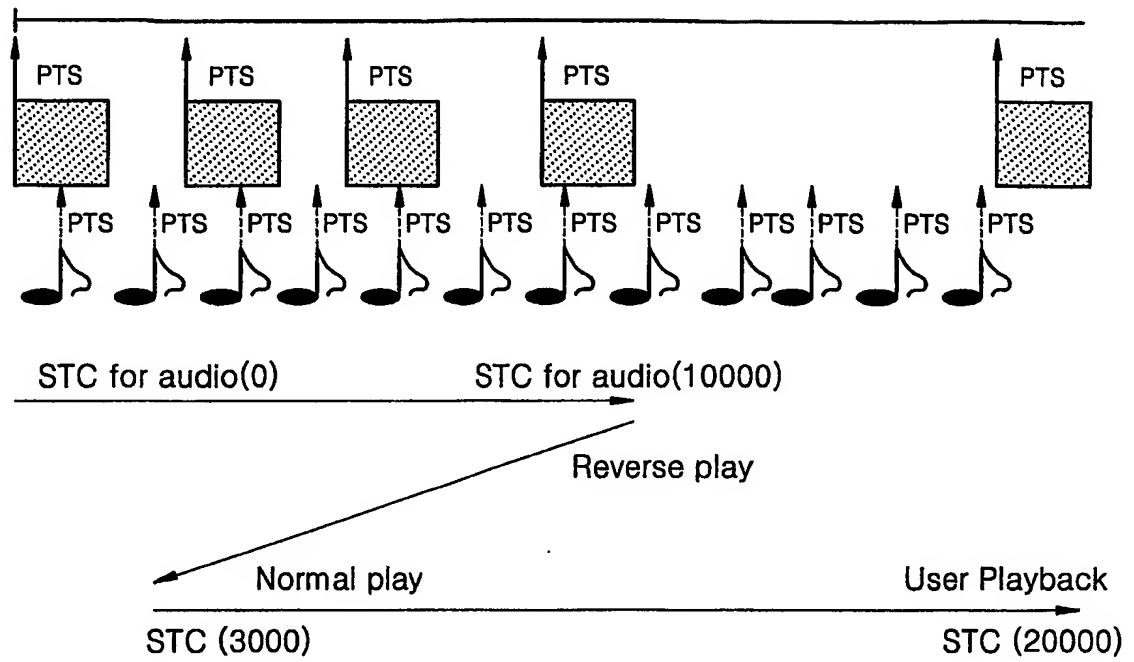 PTS PTS PTS PTS PTS
PTS PTS PTS PTS PTS PTS PTS PTS PTS PTS PTS PTS
STC for audio(0) STC for audio(10000)
Reverse play
Normal play User Playback
STC (3000) STC (20000)